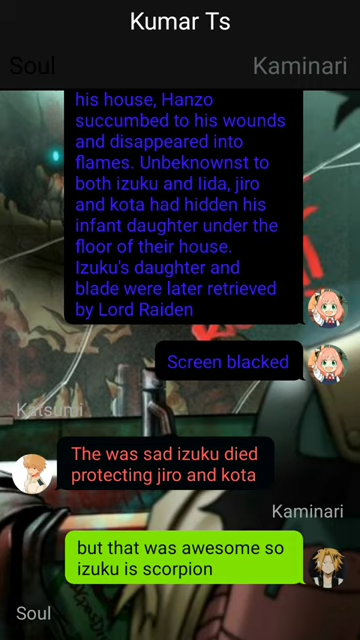 Kumar Ts
Soul
Kaminari
his house, Hanzo
succumbed to his wounds
and disappeared into
flames. Unbeknownst to
both izuku and Iida, jiro
and kota had hidden his
infant daughter under the
floor of their house.
Izuku's daughter and
blade were later retrieved
by Lord Raiden
Screen blacked
Katsumi
The was sad izuku died
protecting jiro and kota
Kaminari
but that was awesome so
izuku is scorpion
Soul